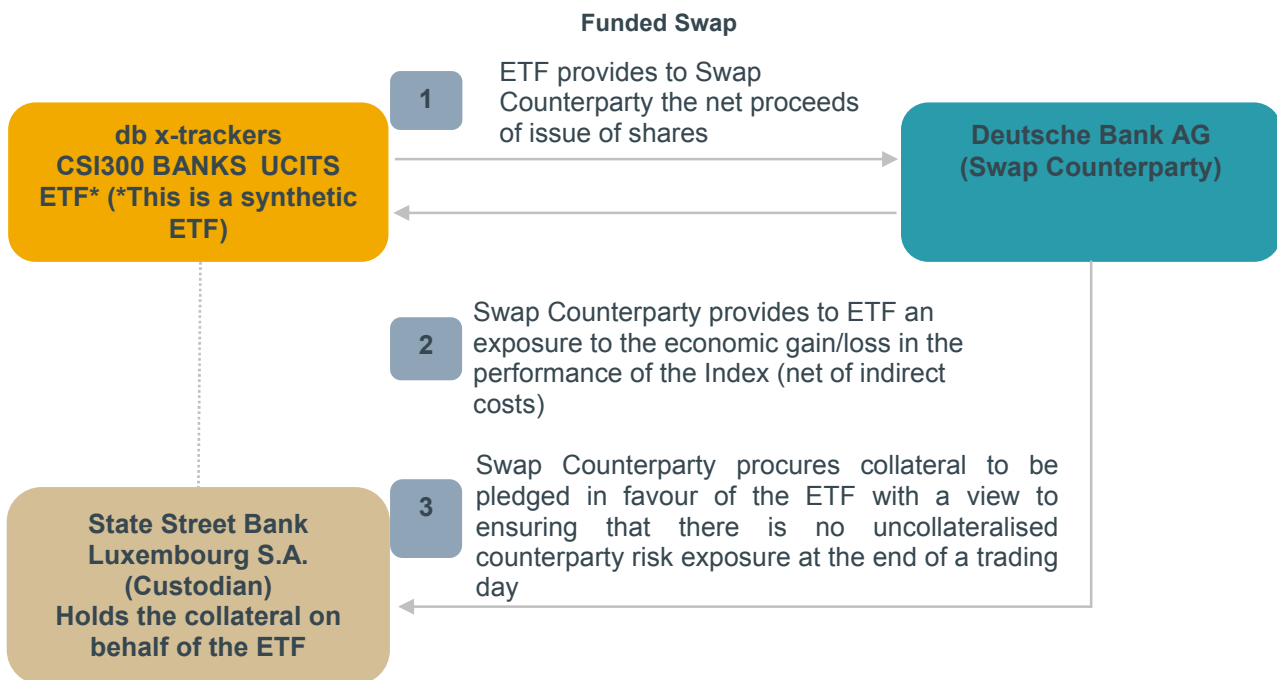 Funded Swap
1
ETF provides to Swap
Counterparty the net proceeds
of issue of shares
db x-trackers
CSI300 BANKS  UCITS
ETF* (*This is a synthetic
ETF)
Deutsche Bank AG
(Swap Counterparty)
2
Swap Counterparty provides to ETF an
exposure to the economic gain/loss in the
performance of the Index (net of indirect
costs)
3
Swap Counterparty procures collateral to be
pledged in favour of the ETF with a view to
ensuring that there is no uncollateralised
counterparty risk exposure at the end of a trading
day
State Street Bank
Luxembourg S.A.
(Custodian)
Holds the collateral on
behalf of the ETF